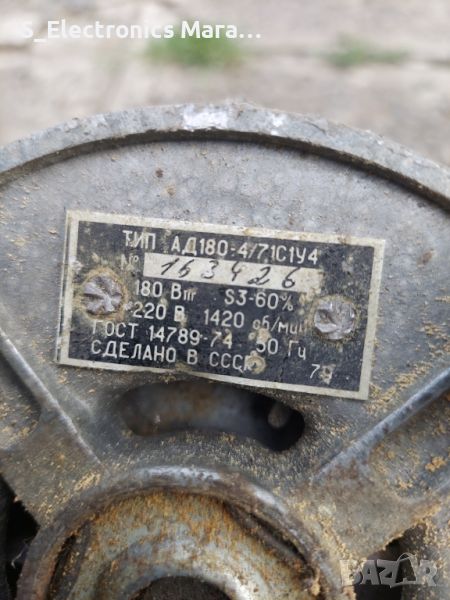 S_Electronics Mara...
ТИП АД180-4/71С1У4
№ 163426
180 Вт S3-60%
220 В 1420 об/мин
ГОСТ 14789-74 50 Гц
СДЕЛАНО В СССР
bazar